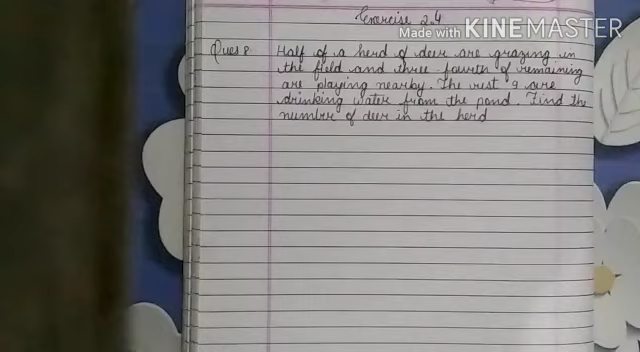 Exercise 2.4
Made with KINEMASTER
Ques 8 Half of a herd of deer are grazing in
the field and three fourth of remaining
are playing nearby. The rest 9 are
drinking water from the pond. Find the
number of deer in the herd